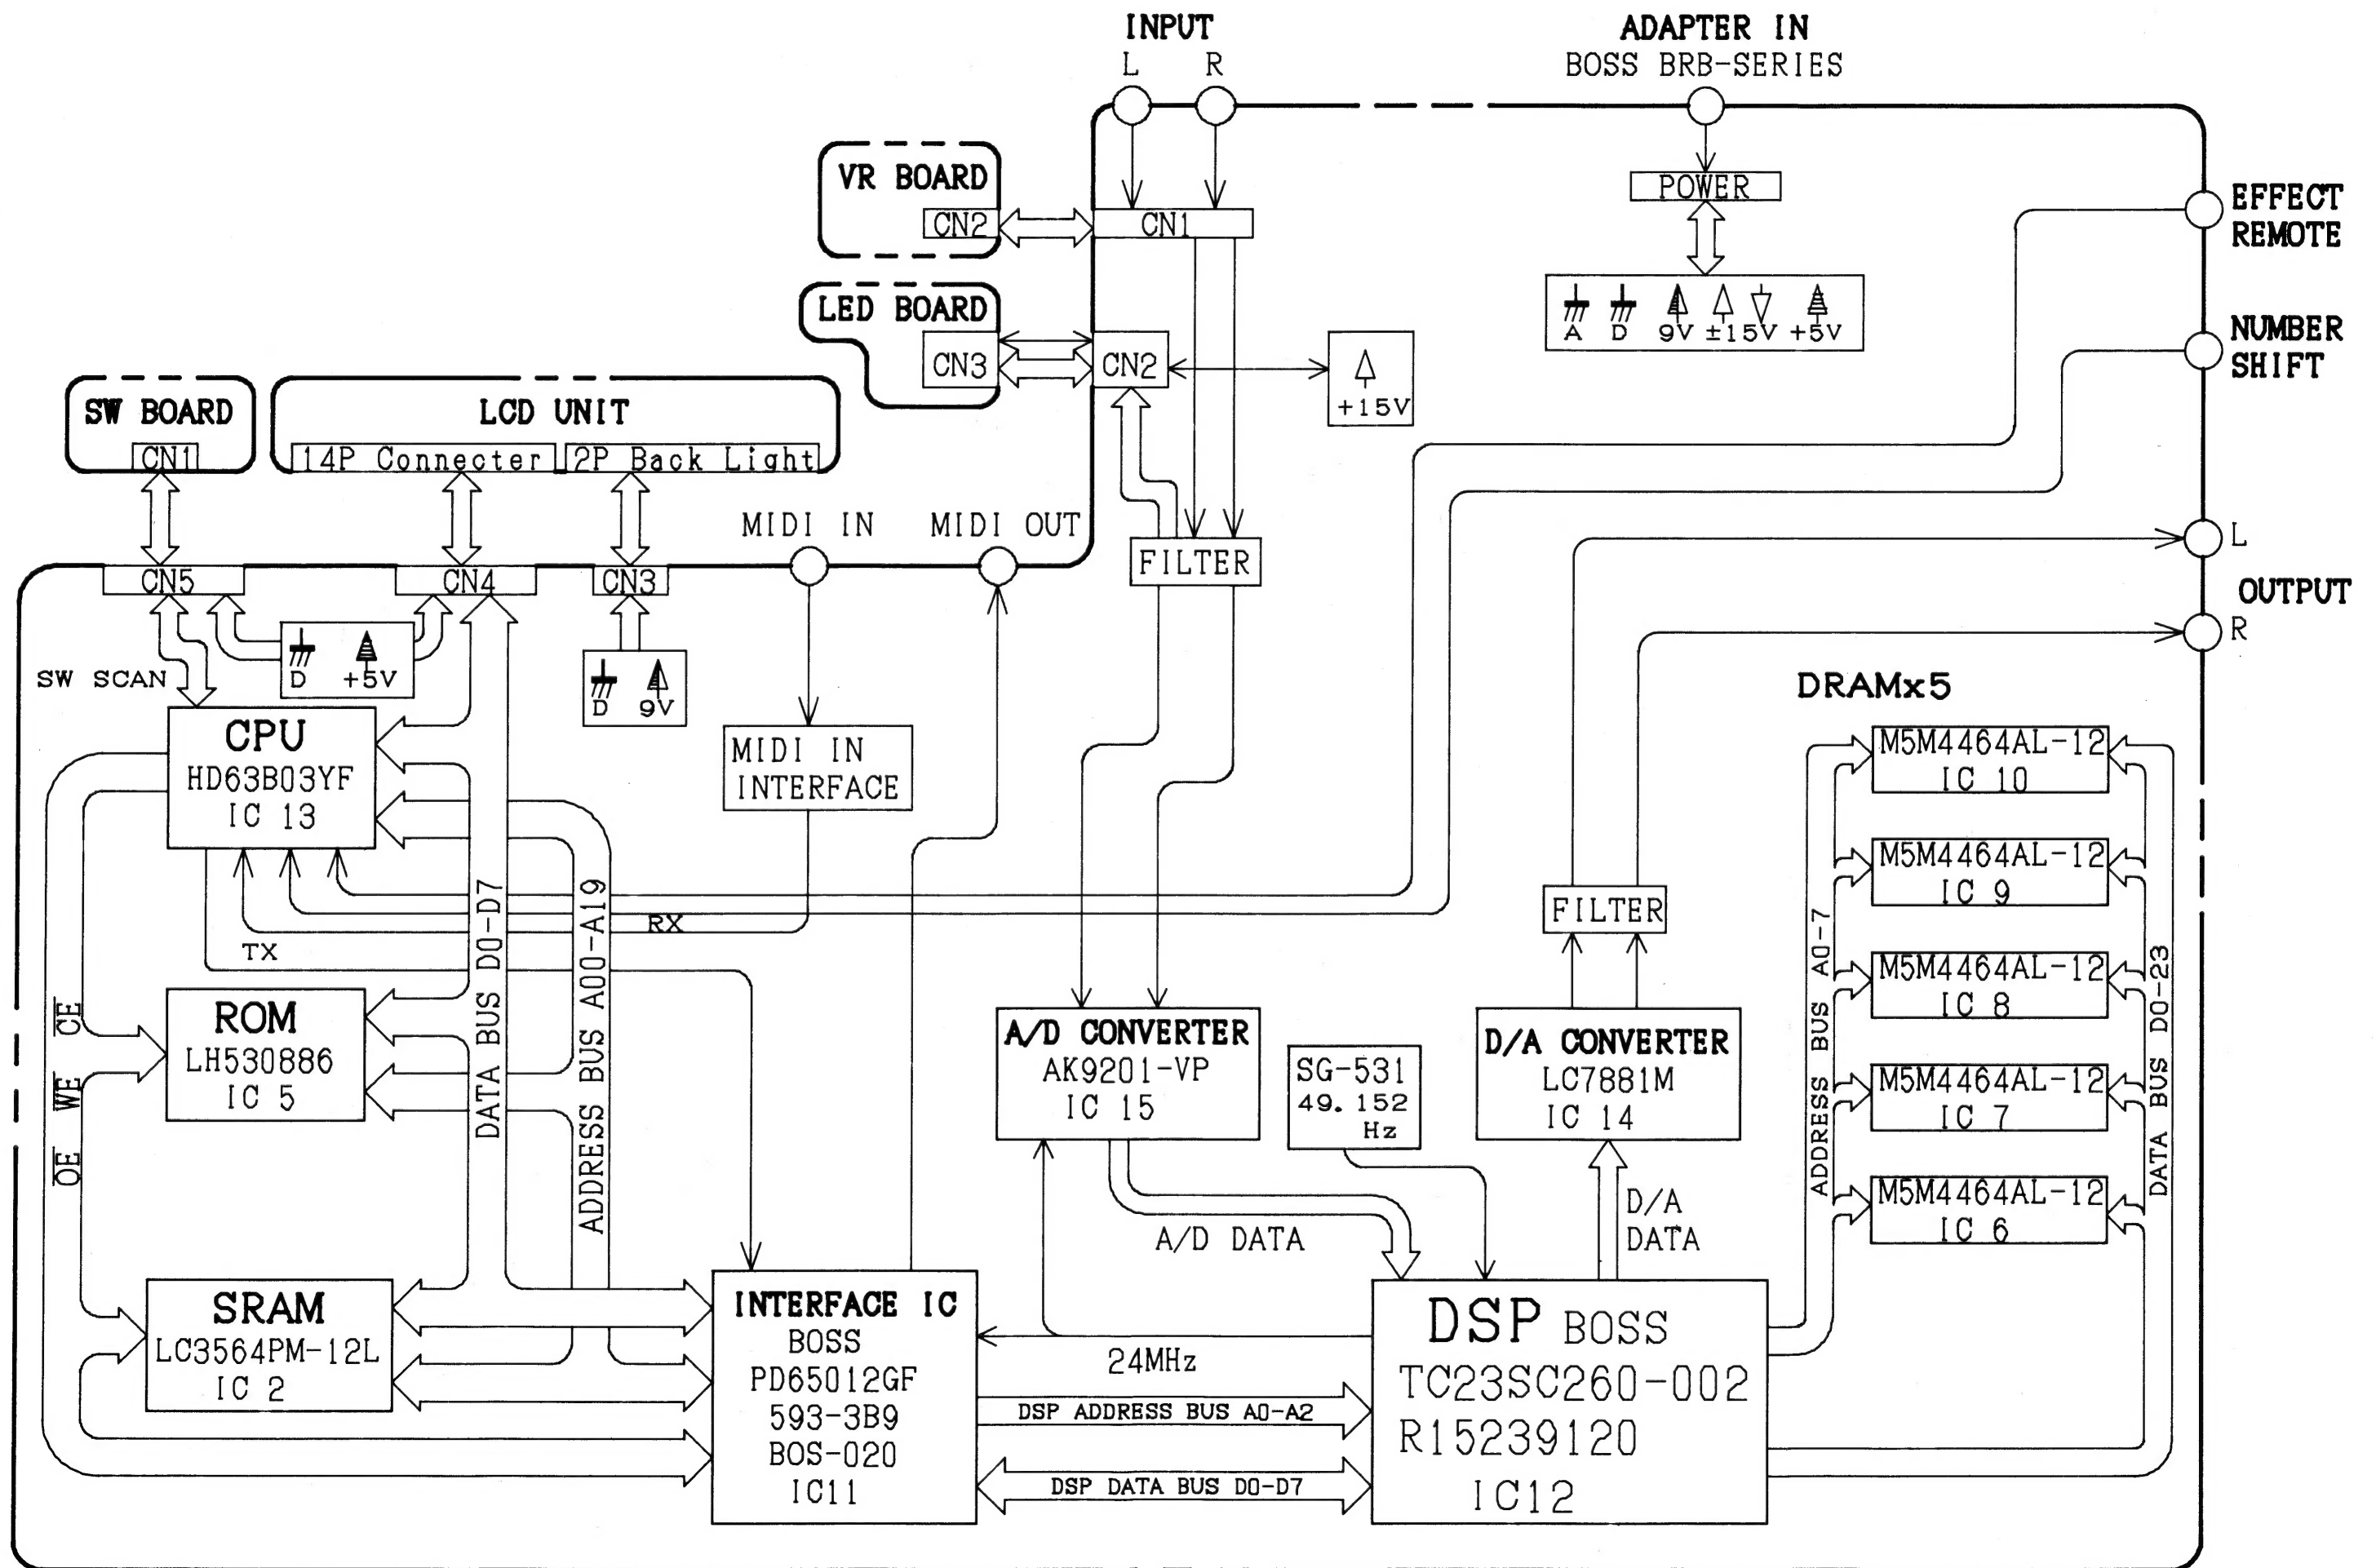 INPUT
L R
ADAPTER IN
BOSS BRB-SERIES
VR BOARD
CN2
CN1
POWER
EFFECT
REMOTE
A D 9V ±15V +5V
LED BOARD
CN3
CN2
+15V
NUMBER
SHIFT
SW BOARD
CN1
LCD UNIT
14P Connecter
2P Back Light
MIDI IN
MIDI OUT
FILTER
L
OUTPUT
R
CN5
CN4
CN3
SW SCAN
D +5V
D 9V
CPU
HD63B03YF
IC 13
MIDI IN
INTERFACE
RX
TX
DATA BUS D0-D7
ADDRESS BUS A00-A19
CE
WE
OE
ROM
LH530886
IC 5
SRAM
LC3564PM-12L
IC 2
INTERFACE IC
BOSS
PD65012GF
593-3B9
BOS-020
IC11
A/D CONVERTER
AK9201-VP
IC 15
SG-531
49.152
Hz
FILTER
D/A CONVERTER
LC7881M
IC 14
A/D DATA
D/A
DATA
24MHz
DSP ADDRESS BUS A0-A2
DSP DATA BUS D0-D7
DSP BOSS
TC23SC260-002
R15239120
IC12
DRAMx5
M5M4464AL-12
IC 10
M5M4464AL-12
IC 9
M5M4464AL-12
IC 8
M5M4464AL-12
IC 7
M5M4464AL-12
IC 6
ADDRESS BUS A0-7
DATA BUS D0-23